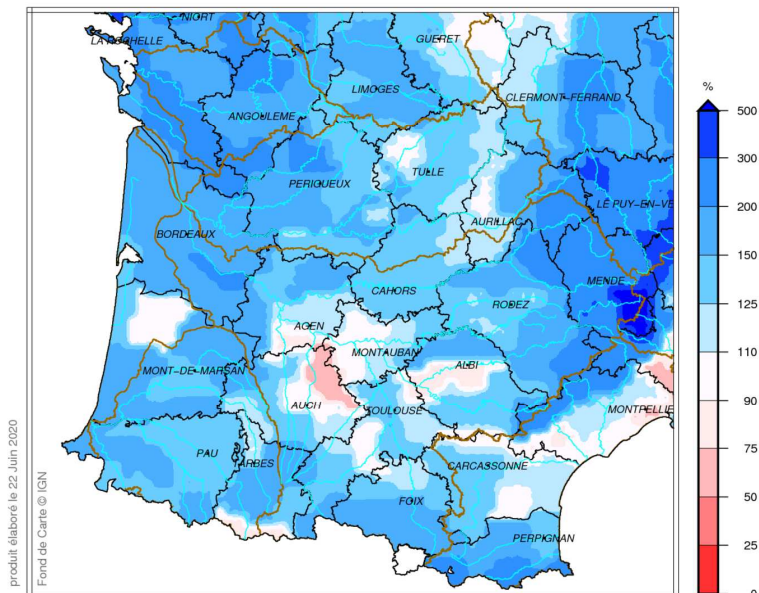 NIORT
LA ROCHELLE
GUERET
LIMOGES
CLERMONT-FERRAND
ANGOULEME
PERIGUEUX
TULLE
LE PUY-EN-VE
AURILLAC
BORDEAUX
CAHORS
MENDE
RODEZ
AGEN
MONTAUBAN
MONT-DE-MARSAN
ALBI
AUCH
TOULOUSE
MONTPELLIE
PAU
TARBES
CARCASSONNE
FOIX
PERPIGNAN
%
500
300
200
150
125
110
90
75
50
25
0
produit élaboré le 22 Juin 2020
Fond de Carte © IGN